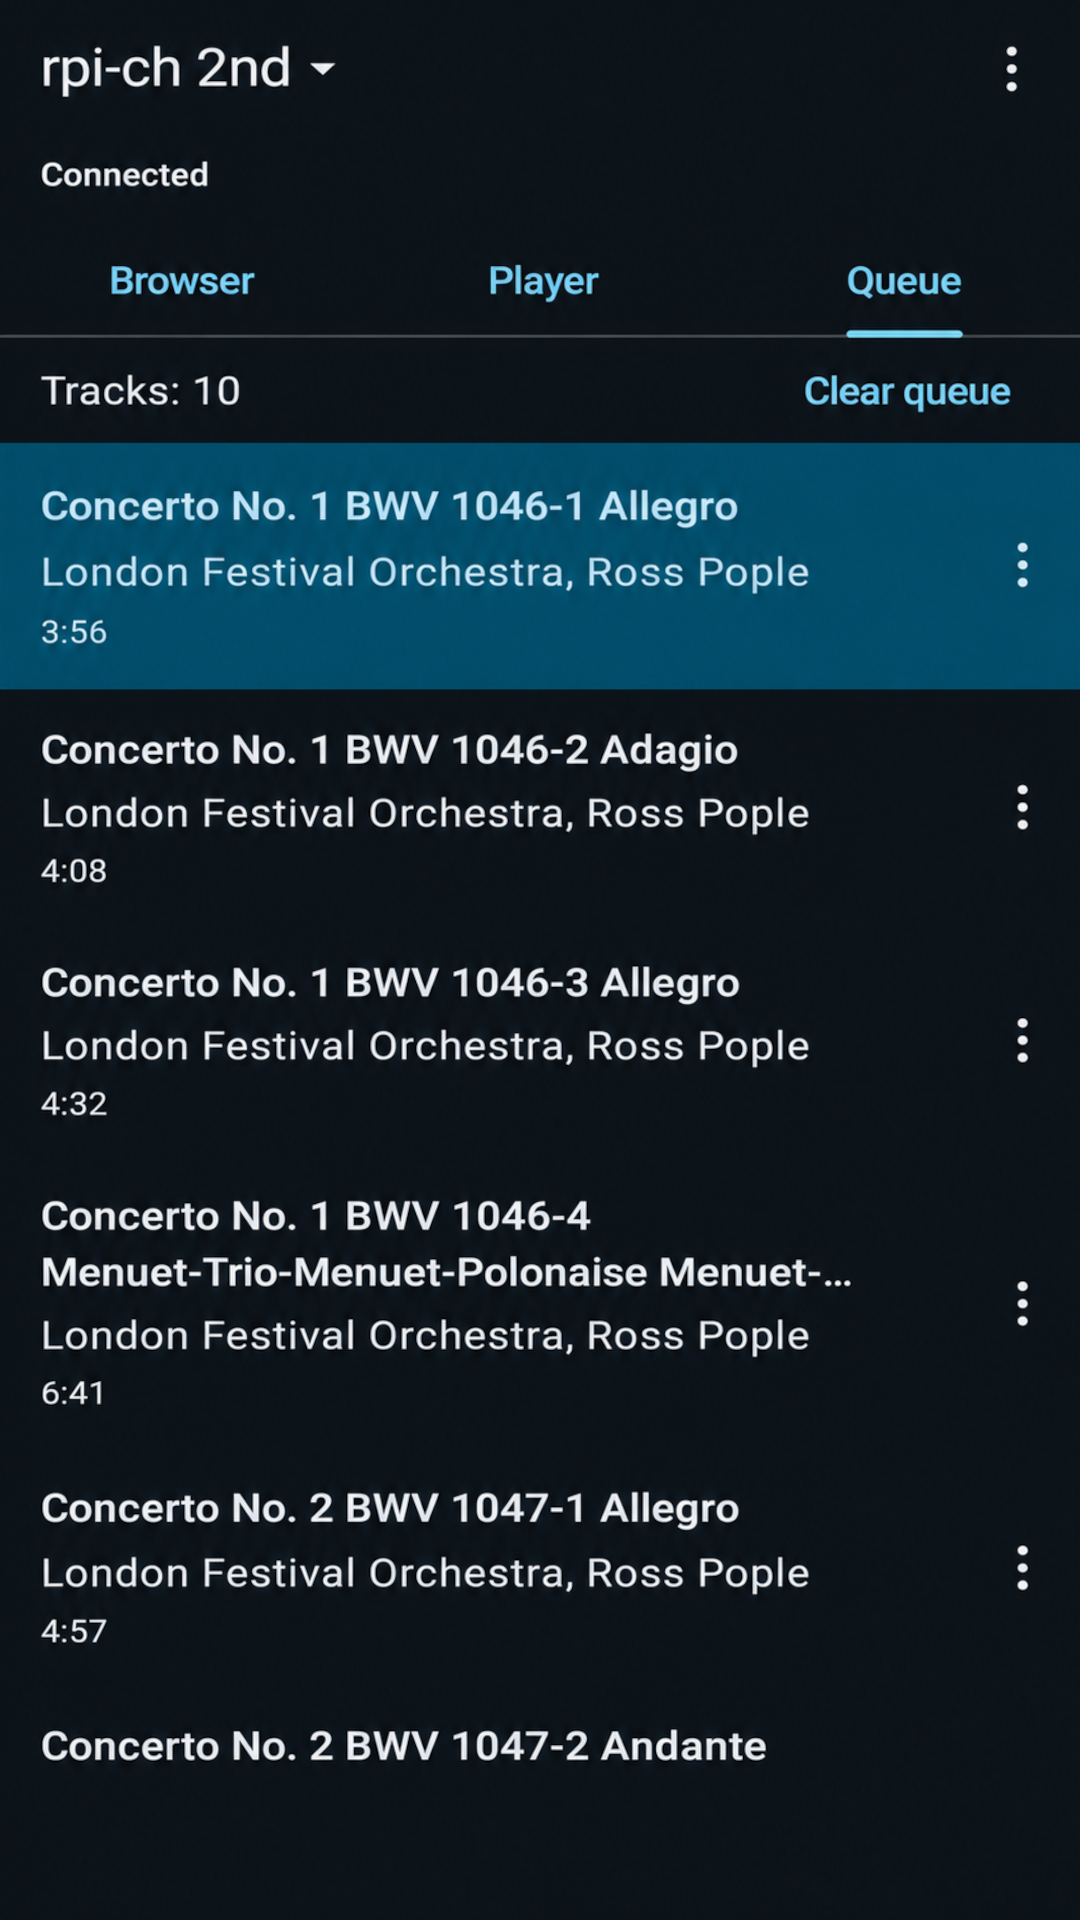 rpi-ch 2nd
Connected
Browser Player Queue
Tracks: 10 Clear queue
Concerto No. 1 BWV 1046-1 Allegro
London Festival Orchestra, Ross Pople
3:56
Concerto No. 1 BWV 1046-2 Adagio
London Festival Orchestra, Ross Pople
4:08
Concerto No. 1 BWV 1046-3 Allegro
London Festival Orchestra, Ross Pople
4:32
Concerto No. 1 BWV 1046-4
Menuet-Trio-Menuet-Polonaise Menuet-...
London Festival Orchestra, Ross Pople
6:41
Concerto No. 2 BWV 1047-1 Allegro
London Festival Orchestra, Ross Pople
4:57
Concerto No. 2 BWV 1047-2 Andante